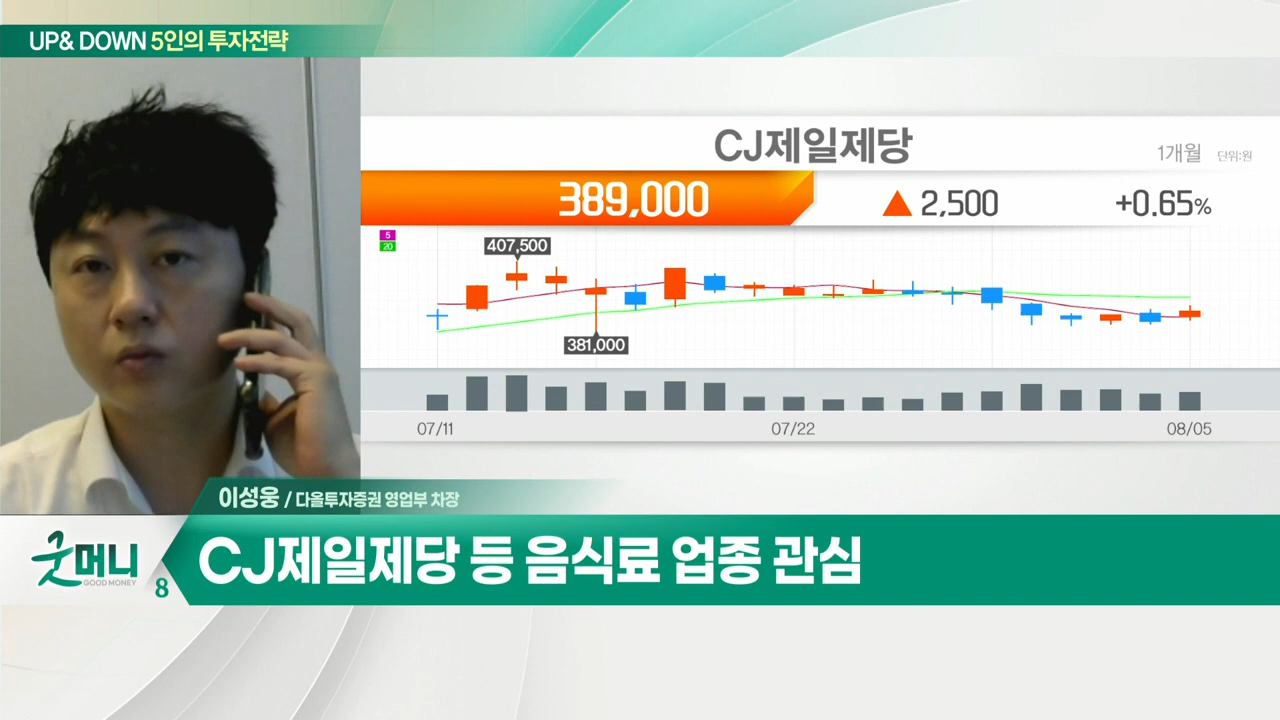 UP& DOWN 5인의 투자전략
CJ제일제당
1개월 단위:원
389,000 ▲ 2,500 +0.65%
5
20
407,500
381,000
07/11 07/22 08/05
이성웅 / 다올투자증권 영업부 차장
굿머니
GOOD MONEY
8
CJ제일제당 등 음식료 업종 관심